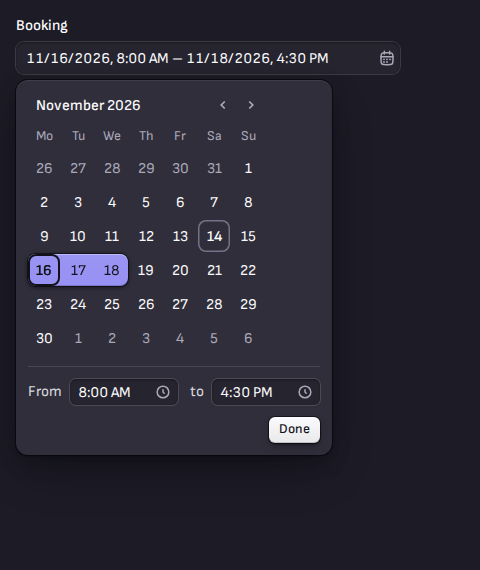 Booking
11/16/2026, 8:00 AM – 11/18/2026, 4:30 PM
November 2026
Mo Tu We Th Fr Sa Su
26 27 28 29 30 31 1
2 3 4 5 6 7 8
9 10 11 12 13 14 15
16 17 18 19 20 21 22
23 24 25 26 27 28 29
30 1 2 3 4 5 6
From 8:00 AM to 4:30 PM
Done